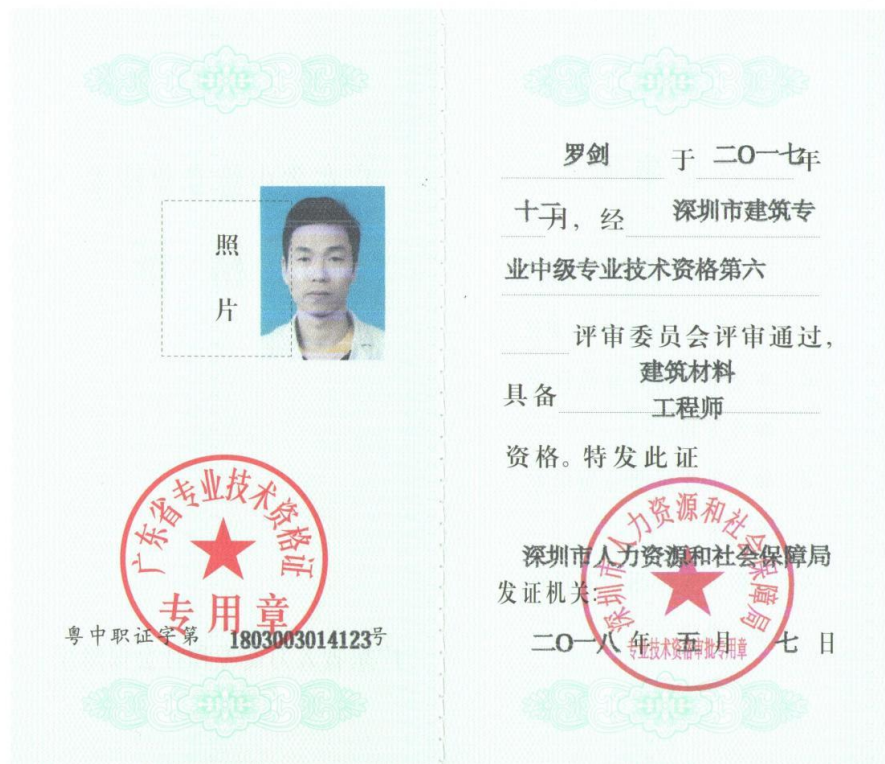 照
片
广东省专业技术资格证
专用章
粤中职证字第 1803003014123号
罗剑 于 二〇一七年
十二月，经 深圳市建筑专
业中级专业技术资格第六
评审委员会评审通过，
建筑材料
具备
工程师
资格。特发此证
深圳市人力资源和社会保障局
深圳市人力资源和社会保障局
发证机关：
二〇一八年 五月 七日
专业技术资格审批专用章